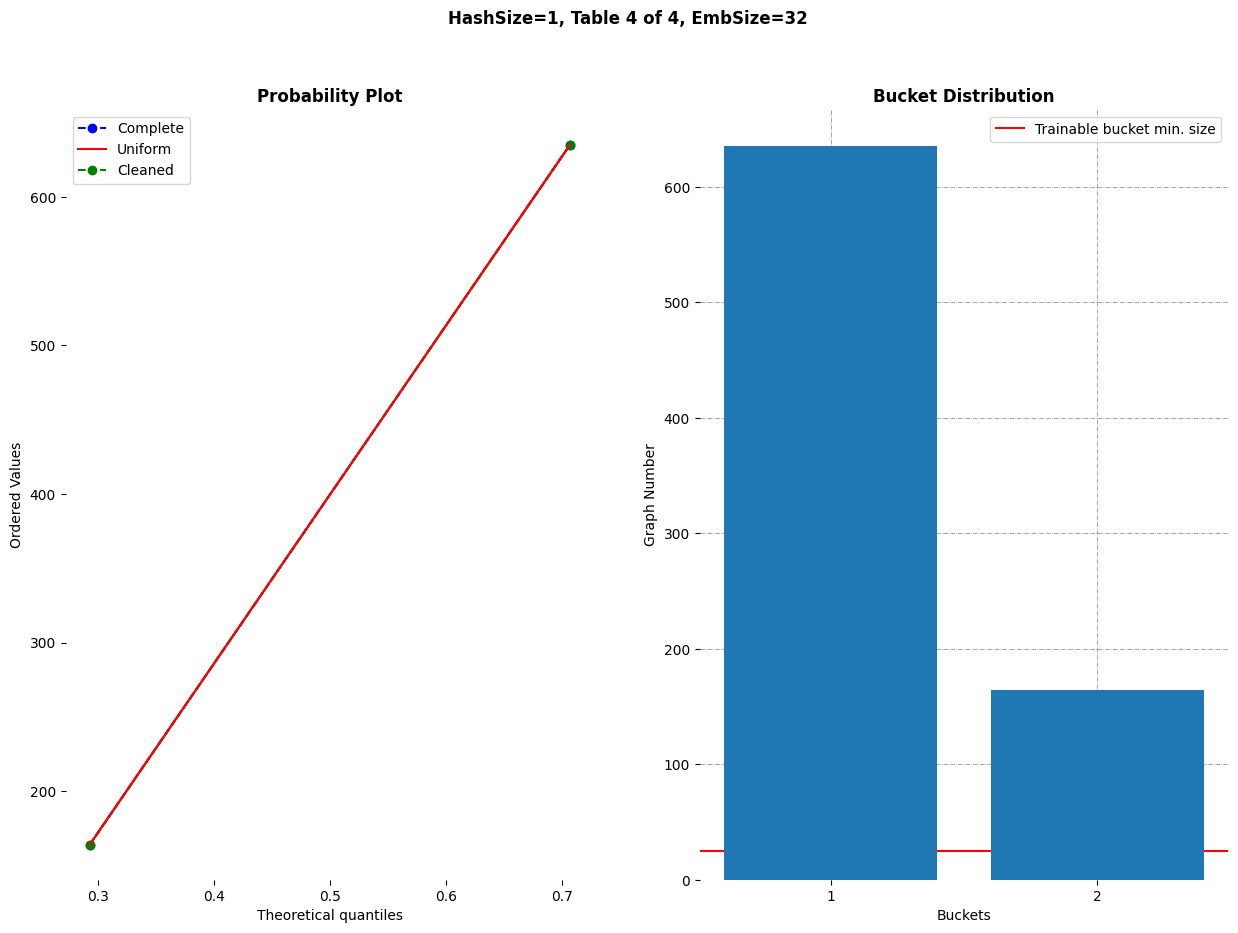 HashSize=1, Table 4 of 4, EmbSize=32
Probability Plot
Complete
Uniform
Cleaned
600
500
400
300
200
Ordered Values
0.3 0.4 0.5 0.6 0.7
Theoretical quantiles
Bucket Distribution
Trainable bucket min. size
600
500
400
300
200
100
0
Graph Number
1 2
Buckets